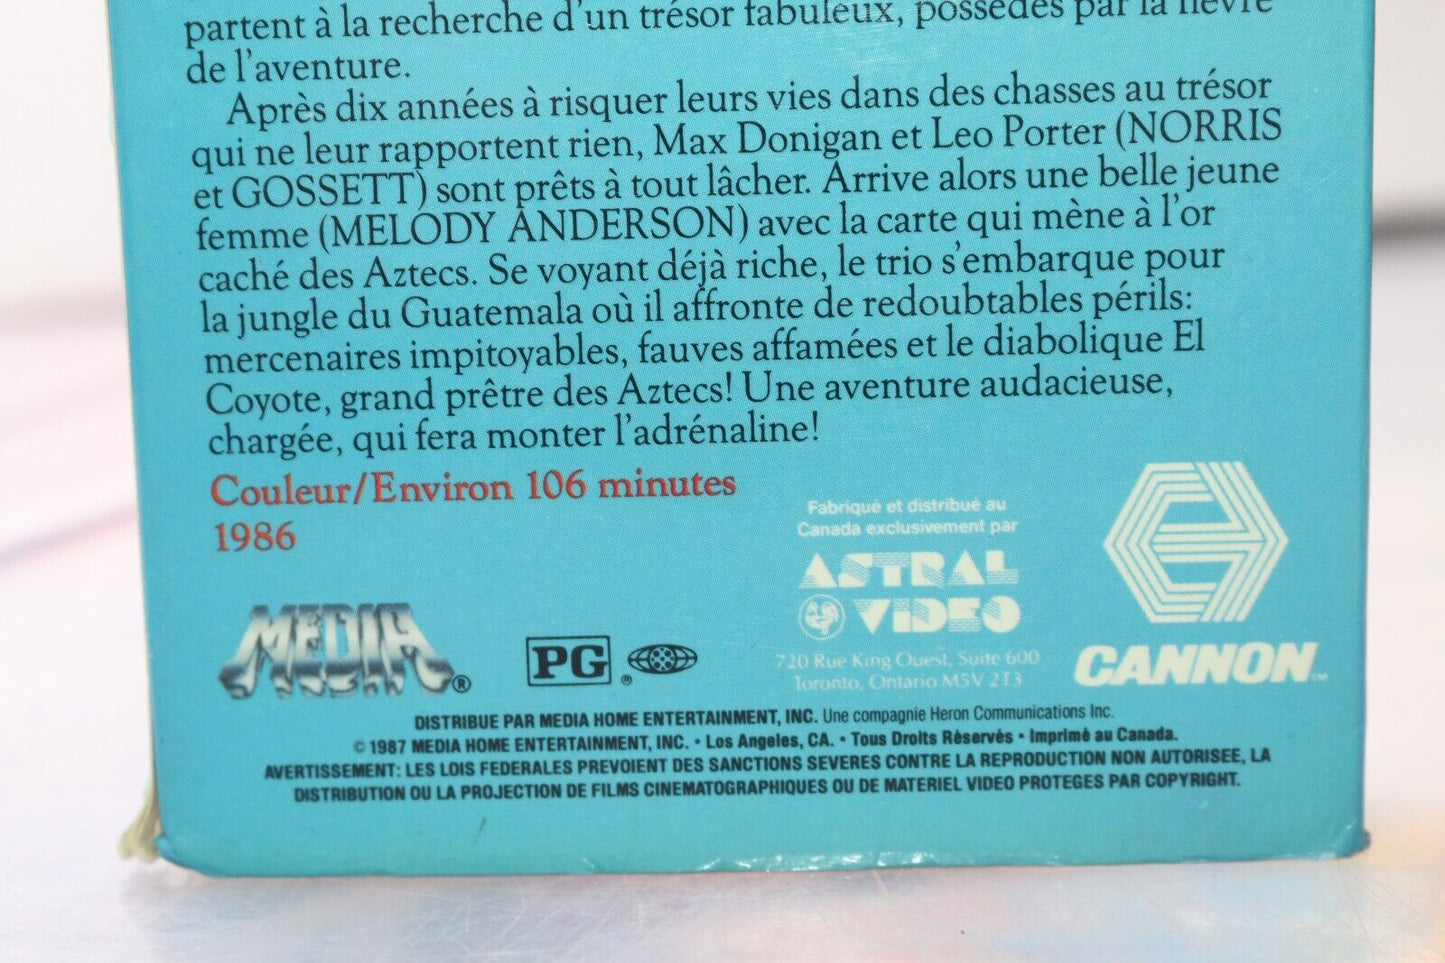 partent à la recherche d'un trésor fabuleux, possédés par la fièvre
de l'aventure.
Après dix années à risquer leurs vies dans des chasses au trésor
qui ne leur rapportent rien, Max Donigan et Leo Porter (NORRIS
et GOSSETT) sont prêts à tout lâcher. Arrive alors une belle jeune
femme (MELODY ANDERSON) avec la carte qui mène à l'or
caché des Aztecs. Se voyant déjà riche, le trio s'embarque pour
la jungle du Guatemala où il affronte de redoubtables périls:
mercenaires impitoyables, fauves affamées et le diabolique El
Coyote, grand prêtre des Aztecs! Une aventure audacieuse,
chargée, qui fera monter l'adrénaline!
Couleur/Environ 106 minutes
1986
Fabriqué et distribué au
Canada exclusivement par
ASTRAL
VIDEO
720 Rue King Ouest, Suite 600
Toronto, Ontario M5V 2T3
CANNON™
MEDIA®
PG ®
DISTRIBUE PAR MEDIA HOME ENTERTAINMENT, INC. Une compagnie Heron Communications Inc.
© 1987 MEDIA HOME ENTERTAINMENT, INC. • Los Angeles, CA. • Tous Droits Réservés • Imprimé au Canada.
AVERTISSEMENT: LES LOIS FEDERALES PREVOIENT DES SANCTIONS SEVERES CONTRE LA REPRODUCTION NON AUTORISEE, LA
DISTRIBUTION OU LA PROJECTION DE FILMS CINEMATOGRAPHIQUES OU DE MATERIEL VIDEO PROTEGES PAR COPYRIGHT.